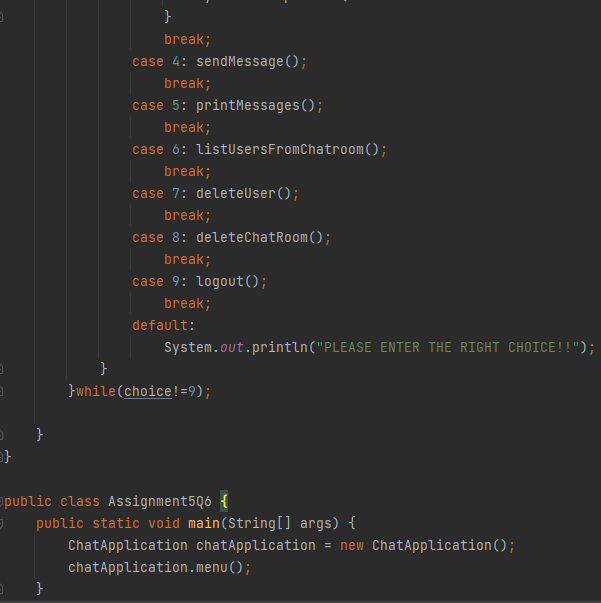 }
break;
case 4: sendMessage();
break;
case 5: printMessages();
break;
case 6: listUsersFromChatroom();
break;
case 7: deleteUser();
break;
case 8: deleteChatRoom();
break;
case 9: logout();
break;
default:
System.out.println("PLEASE ENTER THE RIGHT CHOICE!!");
}
}while(choice!=9);
}
}
public class Assignment5Q6 {
public static void main(String[] args) {
ChatApplication chatApplication = new ChatApplication();
chatApplication.menu();
}